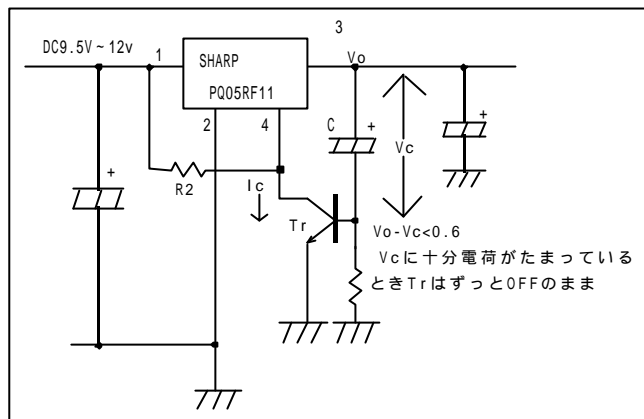 3
DC9.5V~12v
1
SHARP
Vo
PQ05RF11
2
4
C
+
+
Vc
+
R2
Ic
Tr
Vo-Vc<0.6
Vcに十分電荷がたまっている
ときTrはずっとOFFのまま